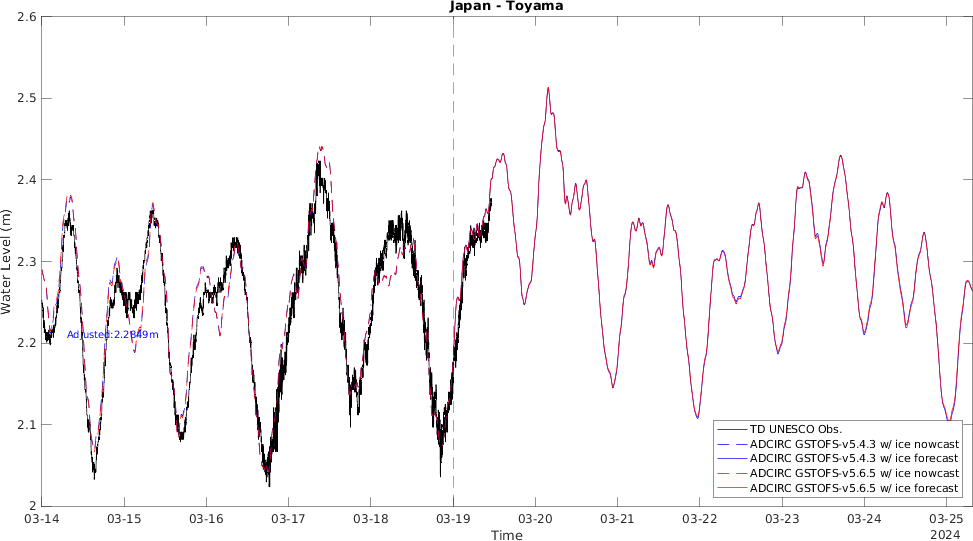 Japan - Toyama
2.6
2.5
2.4
2.3
2.2
2.1
2
Water Level (m)
Adjusted:2.2849m
TD UNESCO Obs.
ADCIRC GSTOFS-v5.4.3 w/ ice nowcast
ADCIRC GSTOFS-v5.4.3 w/ ice forecast
ADCIRC GSTOFS-v5.6.5 w/ ice nowcast
ADCIRC GSTOFS-v5.6.5 w/ ice forecast
03-14 03-15 03-16 03-17 03-18 03-19 03-20 03-21 03-22 03-23 03-24 03-25
Time
2024